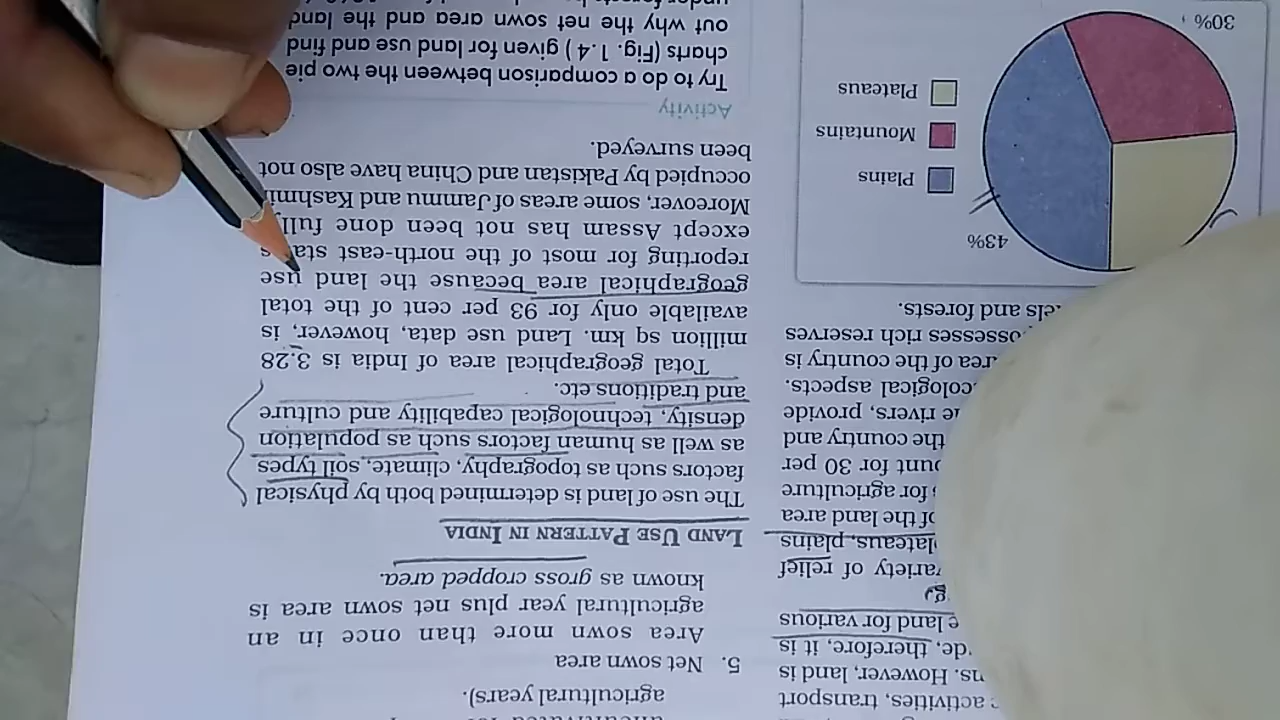 activities, transport
However, land is
therefore, it is
land for various
variety of relief
plains
of the land area
for agriculture
for 30 per
the country and
rivers, provide
ecological aspects.
area of the country is
possesses rich reserves
and forests.
43%
Plains
Mountains
Plateaus
30%
agricultural years).
5. Net sown area
Area sown more than once in an
agricultural year plus net sown area is
known as gross cropped area.
LAND USE PATTERN IN INDIA
The use of land is determined both by physical
factors such as topography, climate, soil types
as well as human factors such as population
density, technological capability and culture
and traditions etc.
Total geographical area of India is 3.28
million sq km. Land use data, however, is
available only for 93 per cent of the total
geographical area because the land use
reporting for most of the north-east
except Assam has not been done fully
Moreover, some areas of Jammu and Kashmir
occupied by Pakistan and China have also not
been surveyed.
Activity
Try to do a comparison between the two pie
charts (Fig. 1.4 ) given for land use and find
out why the net sown area and the land